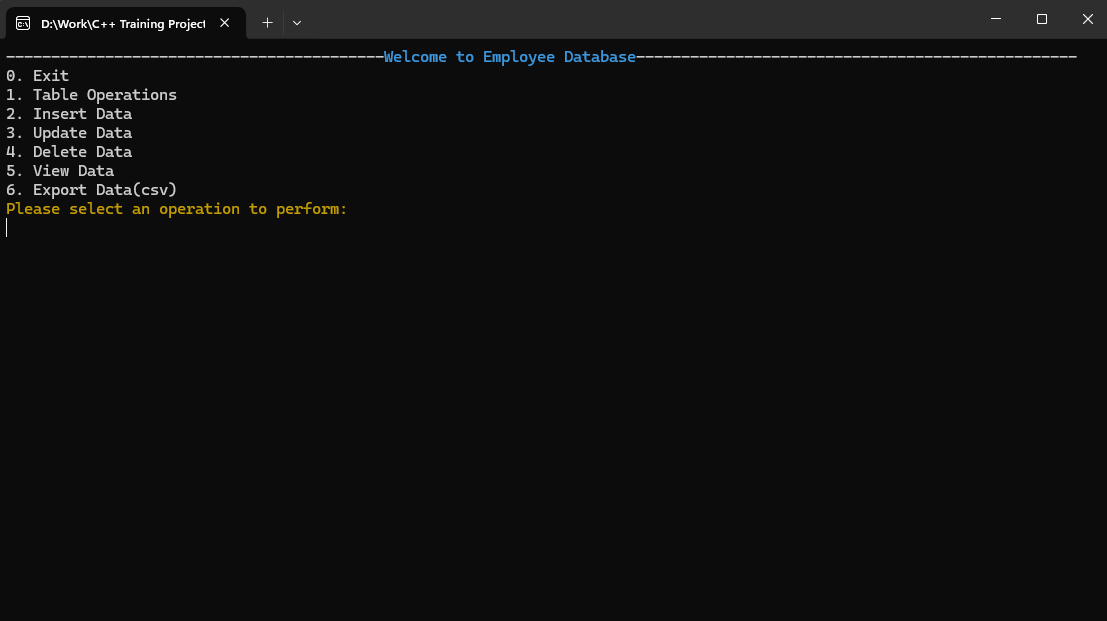 D:\Work\C++ Training Project
------------------------------------------Welcome to Employee Database-------------------------------------------------
0. Exit
1. Table Operations
2. Insert Data
3. Update Data
4. Delete Data
5. View Data
6. Export Data(csv)
Please select an operation to perform: